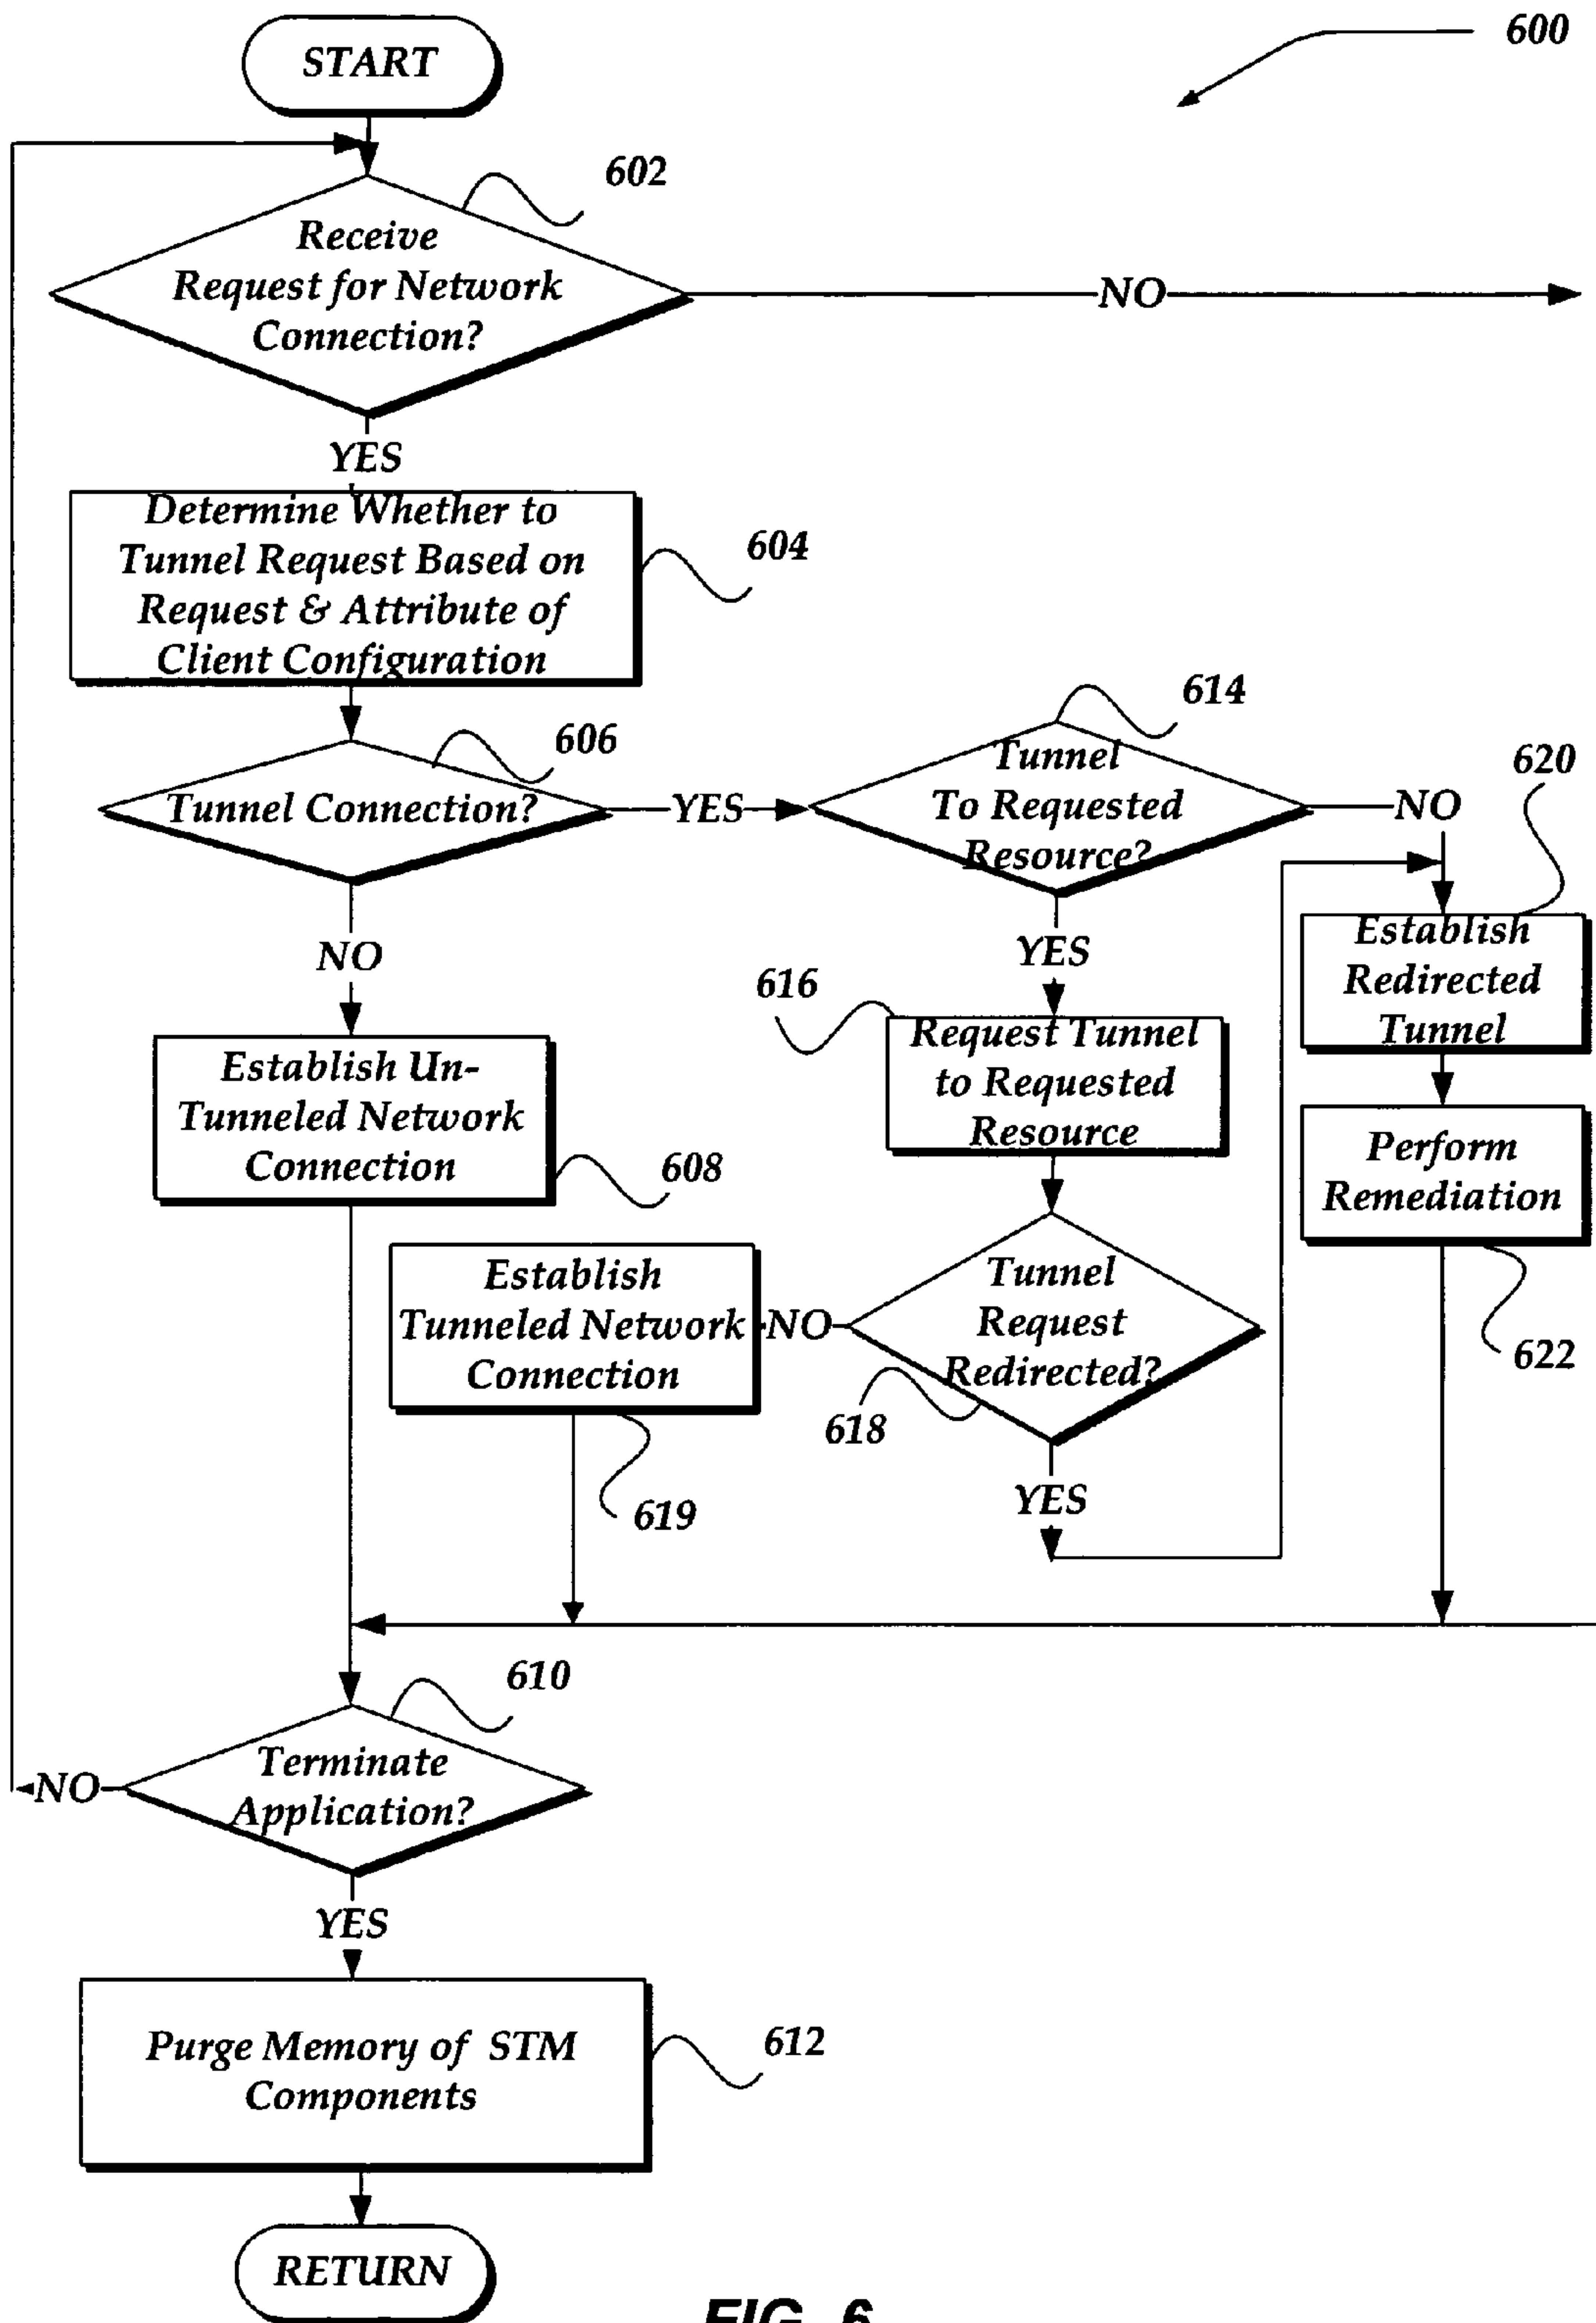 START
600
602
Receive
Request for Network
Connection?
NO
YES
Determine Whether to
Tunnel Request Based on
Request & Attribute of
Client Configuration
604
606
Tunnel Connection?
YES
614
Tunnel
To Requested
Resource?
NO
620
NO
YES
Establish
Redirected
Tunnel
616
Request Tunnel
to Requested
Resource
Establish Un-
Tunneled Network
Connection
608
Perform
Remediation
622
Establish
Tunneled Network
Connection
NO
Tunnel
Request
Redirected?
618
619
YES
610
Terminate
Application?
NO
YES
Purge Memory of STM
Components
612
RETURN
FIG. 6